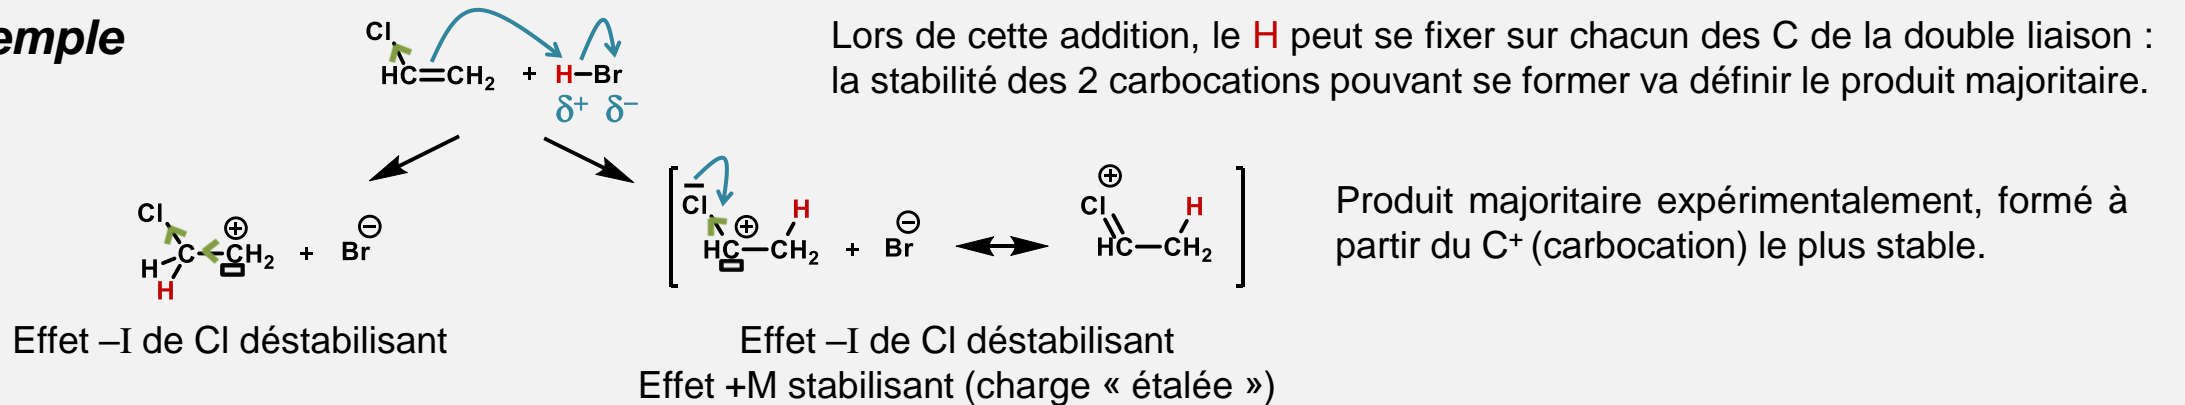 emple
Cl
HC=CH₂ + H–Br
δ⁺ δ⁻
Lors de cette addition, le H peut se fixer sur chacun des C de la double liaison :
la stabilité des 2 carbocations pouvant se former va définir le produit majoritaire.
Cl
H C CH₂ + Br
⊕ ⊖
H
Cl H
HC–CH₂ + Br
⊕ ⊖
⊕
Cl H
HC–CH₂
Produit majoritaire expérimentalement, formé à
partir du C⁺ (carbocation) le plus stable.
Effet –I de Cl déstabilisant
Effet –I de Cl déstabilisant
Effet +M stabilisant (charge « étalée »)